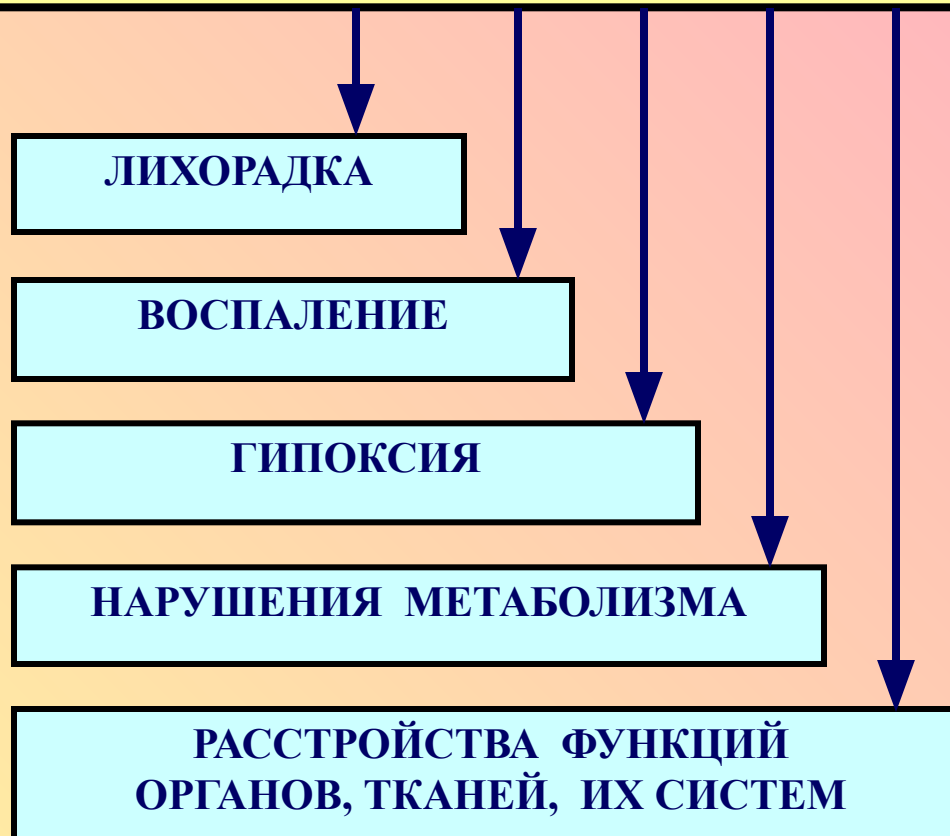 ЛИХОРАДКА
ВОСПАЛЕНИЕ
ГИПОКСИЯ
НАРУШЕНИЯ МЕТАБОЛИЗМА
РАССТРОЙСТВА ФУНКЦИЙ
ОРГАНОВ, ТКАНЕЙ, ИХ СИСТЕМ